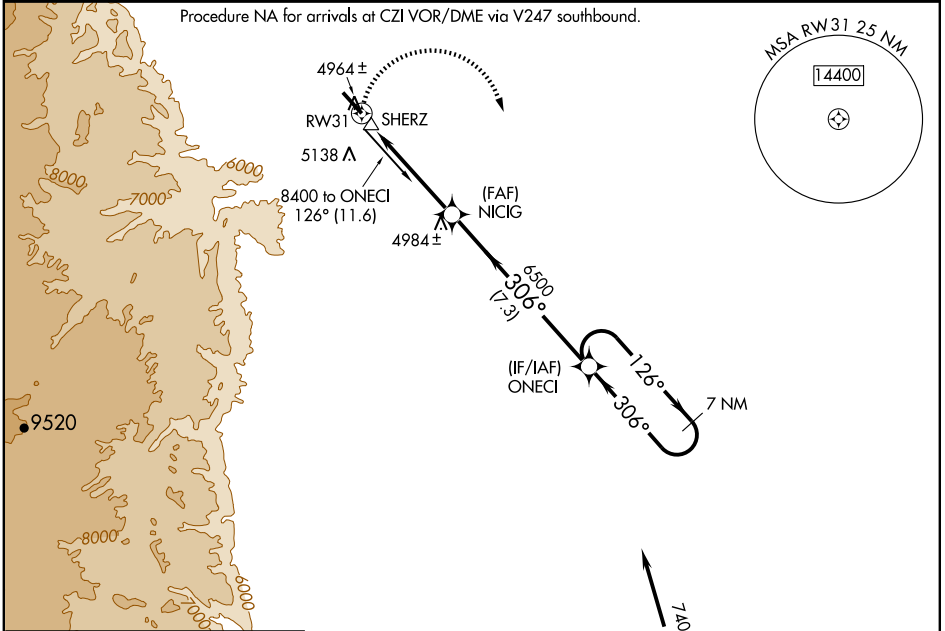 Procedure NA for arrivals at CZI VOR/DME via V247 southbound.
MSA RW31 25 NM
14400
4964 ±
RW31
SHERZ
5138
6000
8000
7000
8400 to ONECI
126° (11.6)
(FAF)
NICIG
4984 ±
6500
306°
(7.3)
(IF/IAF)
ONECI
126°
306°
7 NM
9520
8000
6000
7000
740